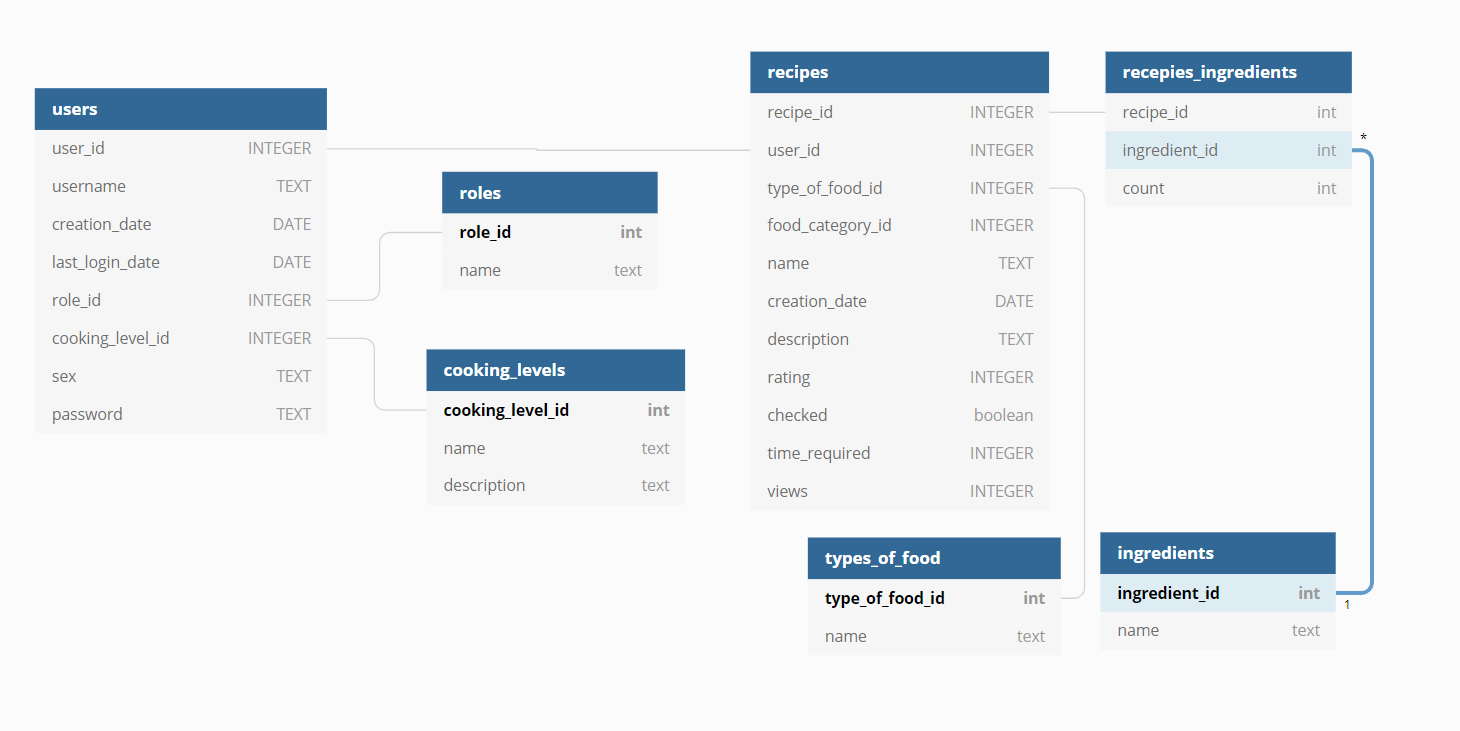 users
user_id INTEGER
username TEXT
creation_date DATE
last_login_date DATE
role_id INTEGER
cooking_level_id INTEGER
sex TEXT
password TEXT
roles
role_id int
name text
cooking_levels
cooking_level_id int
name text
description text
recipes
recipe_id INTEGER
user_id INTEGER
type_of_food_id INTEGER
food_category_id INTEGER
name TEXT
creation_date DATE
description TEXT
rating INTEGER
checked boolean
time_required INTEGER
views INTEGER
types_of_food
type_of_food_id int
name text
recepies_ingredients
recipe_id int
*
ingredient_id int
count int
ingredients
ingredient_id int
1
name text